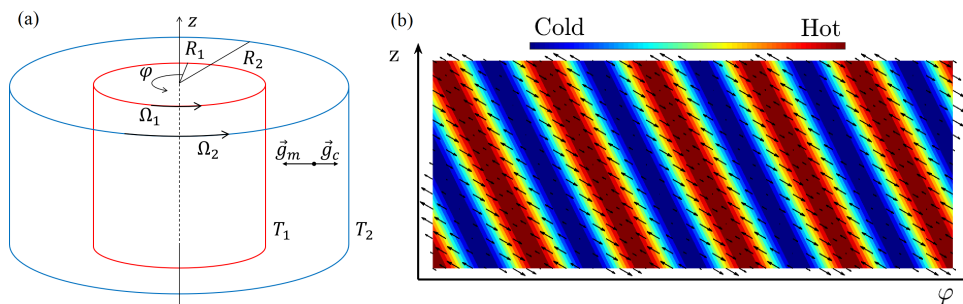 (a)
z
R₁
R₂
φ
Ω₁
Ω₂
g⃗ₘ g⃗꜀
T₁ T₂
(b)
Cold Hot
z
φ